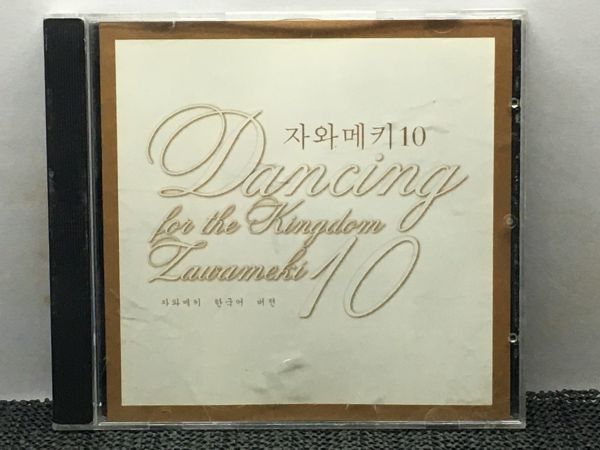 자와메키10
Dancing
for the Kingdom
Zawameki 10
자와메키 한국어 버젼